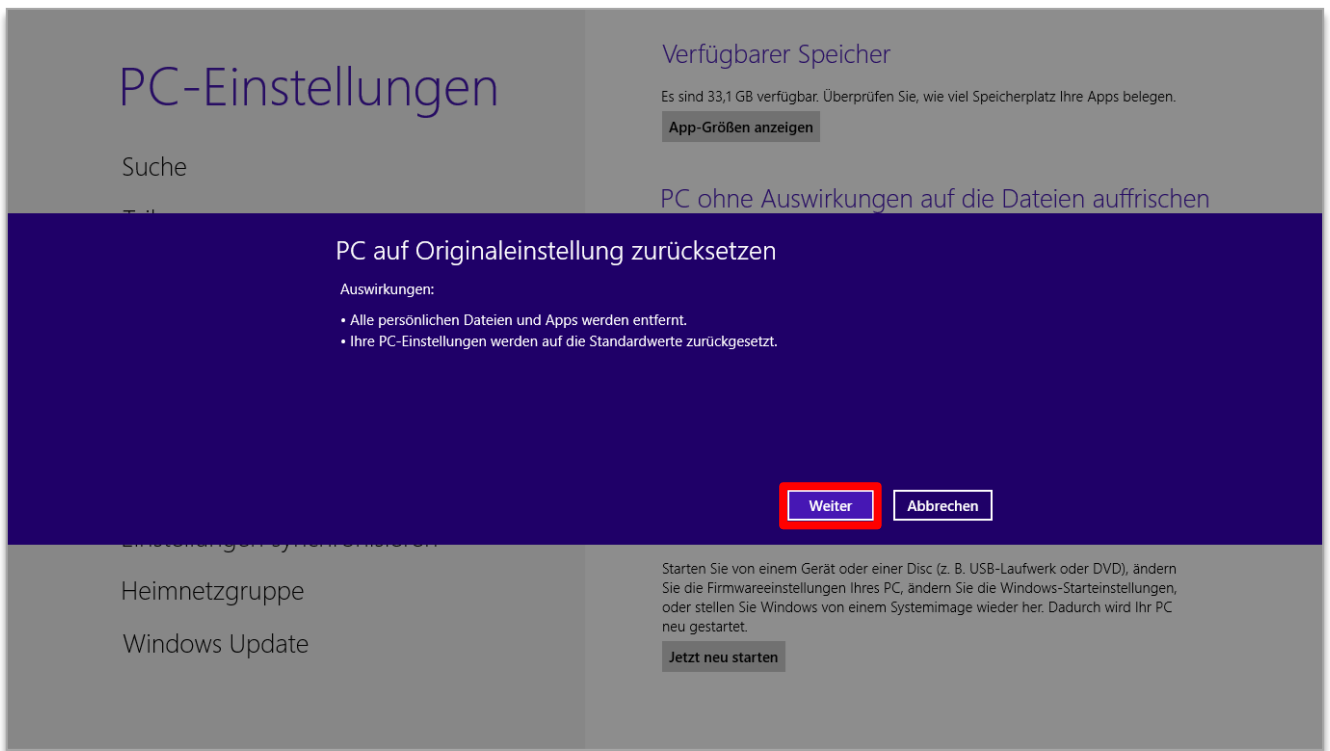 PC-Einstellungen
Suche
Verfügbarer Speicher
Es sind 33,1 GB verfügbar. Überprüfen Sie, wie viel Speicherplatz Ihre Apps belegen.
App-Größen anzeigen
PC ohne Auswirkungen auf die Dateien auffrischen
PC auf Originaleinstellung zurücksetzen
Auswirkungen:
• Alle persönlichen Dateien und Apps werden entfernt.
• Ihre PC-Einstellungen werden auf die Standardwerte zurückgesetzt.
Weiter
Abbrechen
Einstellungen synchronisieren
Heimnetzgruppe
Windows Update
Starten Sie von einem Gerät oder einer Disc (z. B. USB-Laufwerk oder DVD), ändern
Sie die Firmwareeinstellungen Ihres PC, ändern Sie die Windows-Starteinstellungen,
oder stellen Sie Windows von einem Systemimage wieder her. Dadurch wird Ihr PC
neu gestartet.
Jetzt neu starten